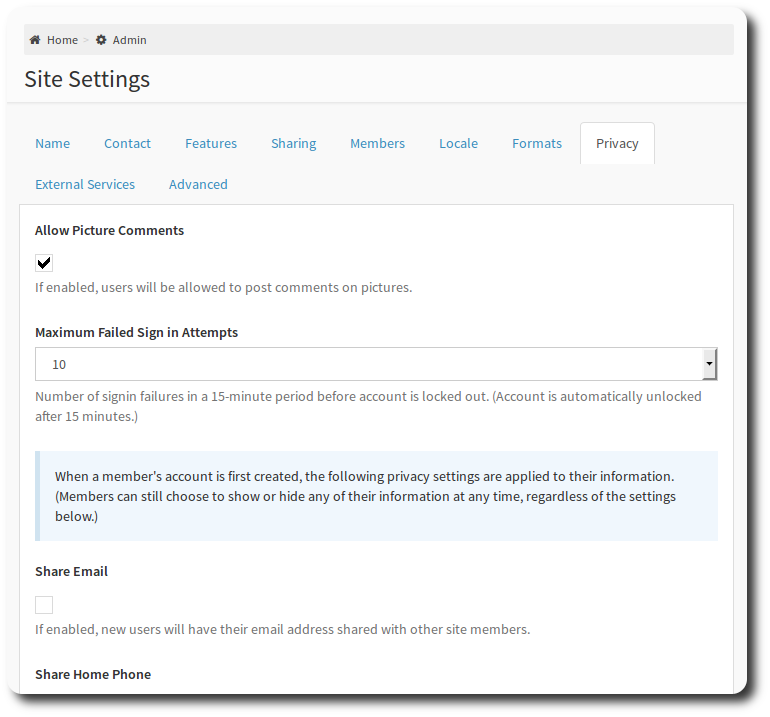 Home > Admin
Site Settings
Name Contact Features Sharing Members Locale Formats Privacy
External Services Advanced
Allow Picture Comments
If enabled, users will be allowed to post comments on pictures.
Maximum Failed Sign in Attempts
10
Number of signin failures in a 15-minute period before account is locked out. (Account is automatically unlocked
after 15 minutes.)
When a member's account is first created, the following privacy settings are applied to their information.
(Members can still choose to show or hide any of their information at any time, regardless of the settings
below.)
Share Email
If enabled, new users will have their email address shared with other site members.
Share Home Phone